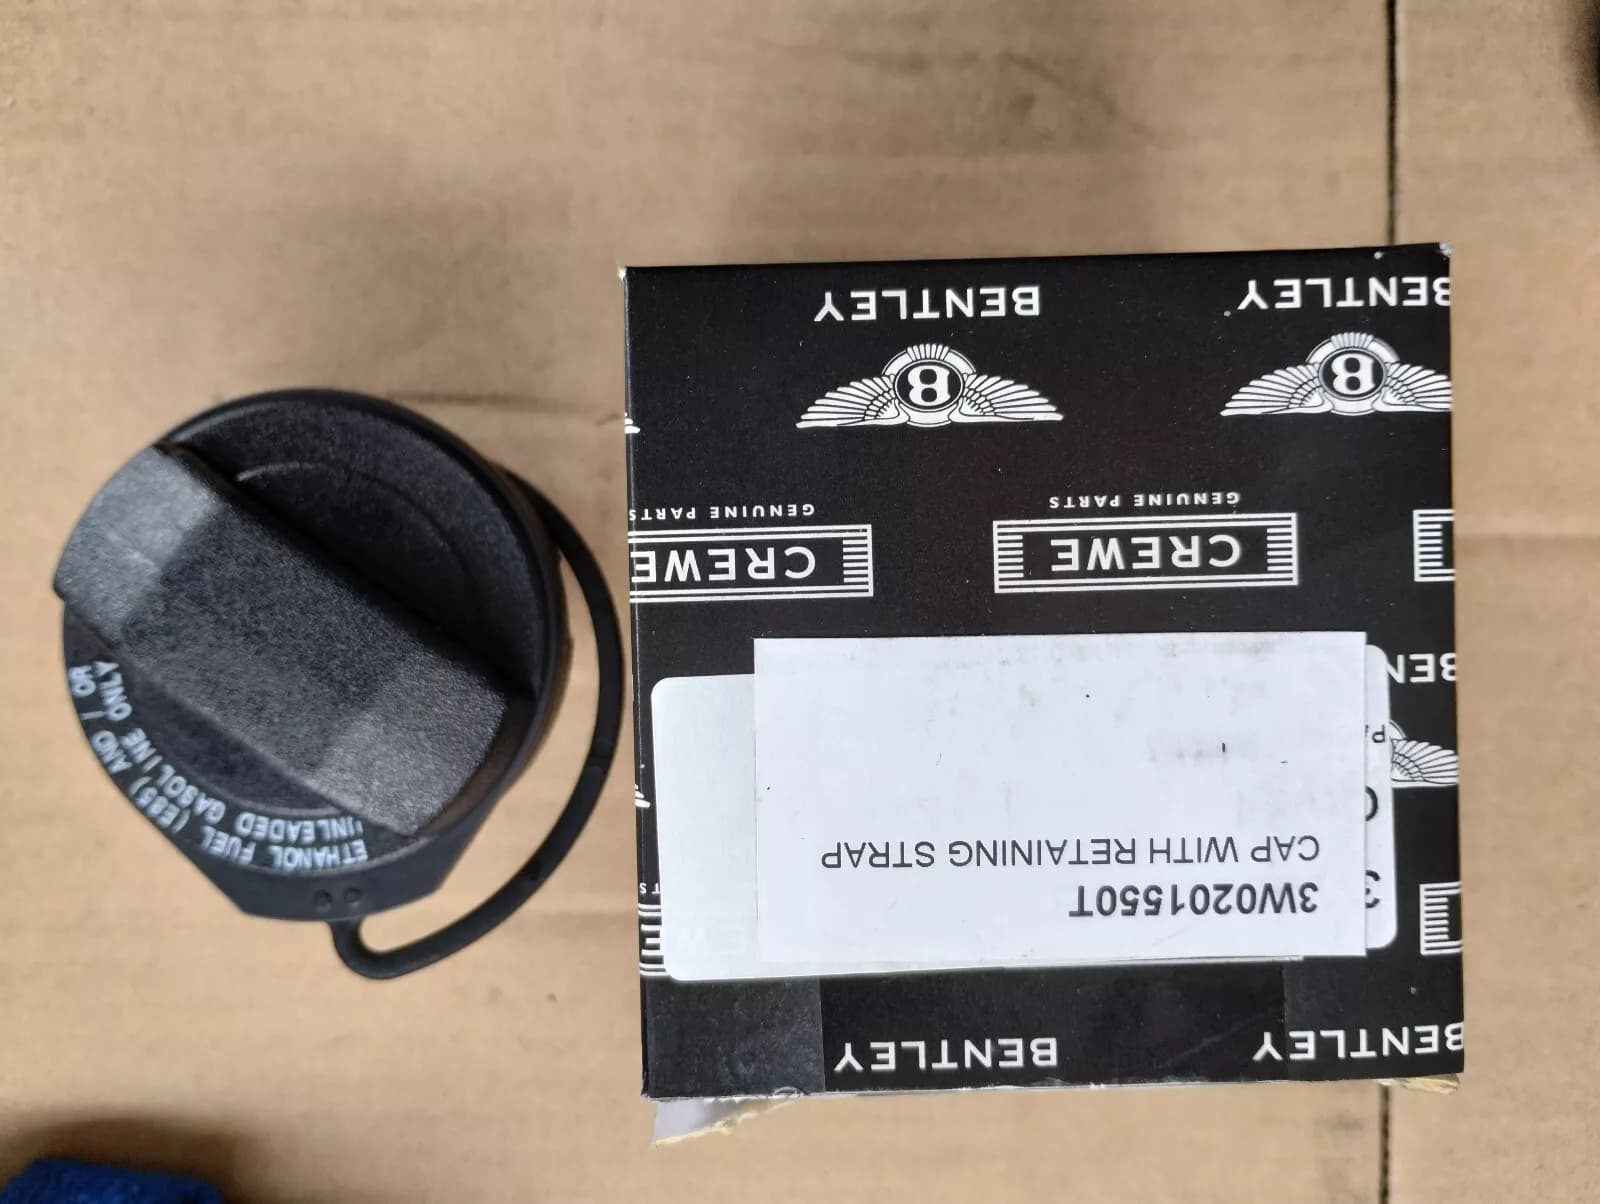 BENTLEY
BENTLEY
CREWE
GENUINE PARTS
CREWE
GENUINE PARTS
3W0201550T
CAP WITH RETAINING STRAP
BENTLEY
BENTLEY
B
B
ETHANOL FUEL (E85) AND / OR
UNLEADED GASOLINE ONLY